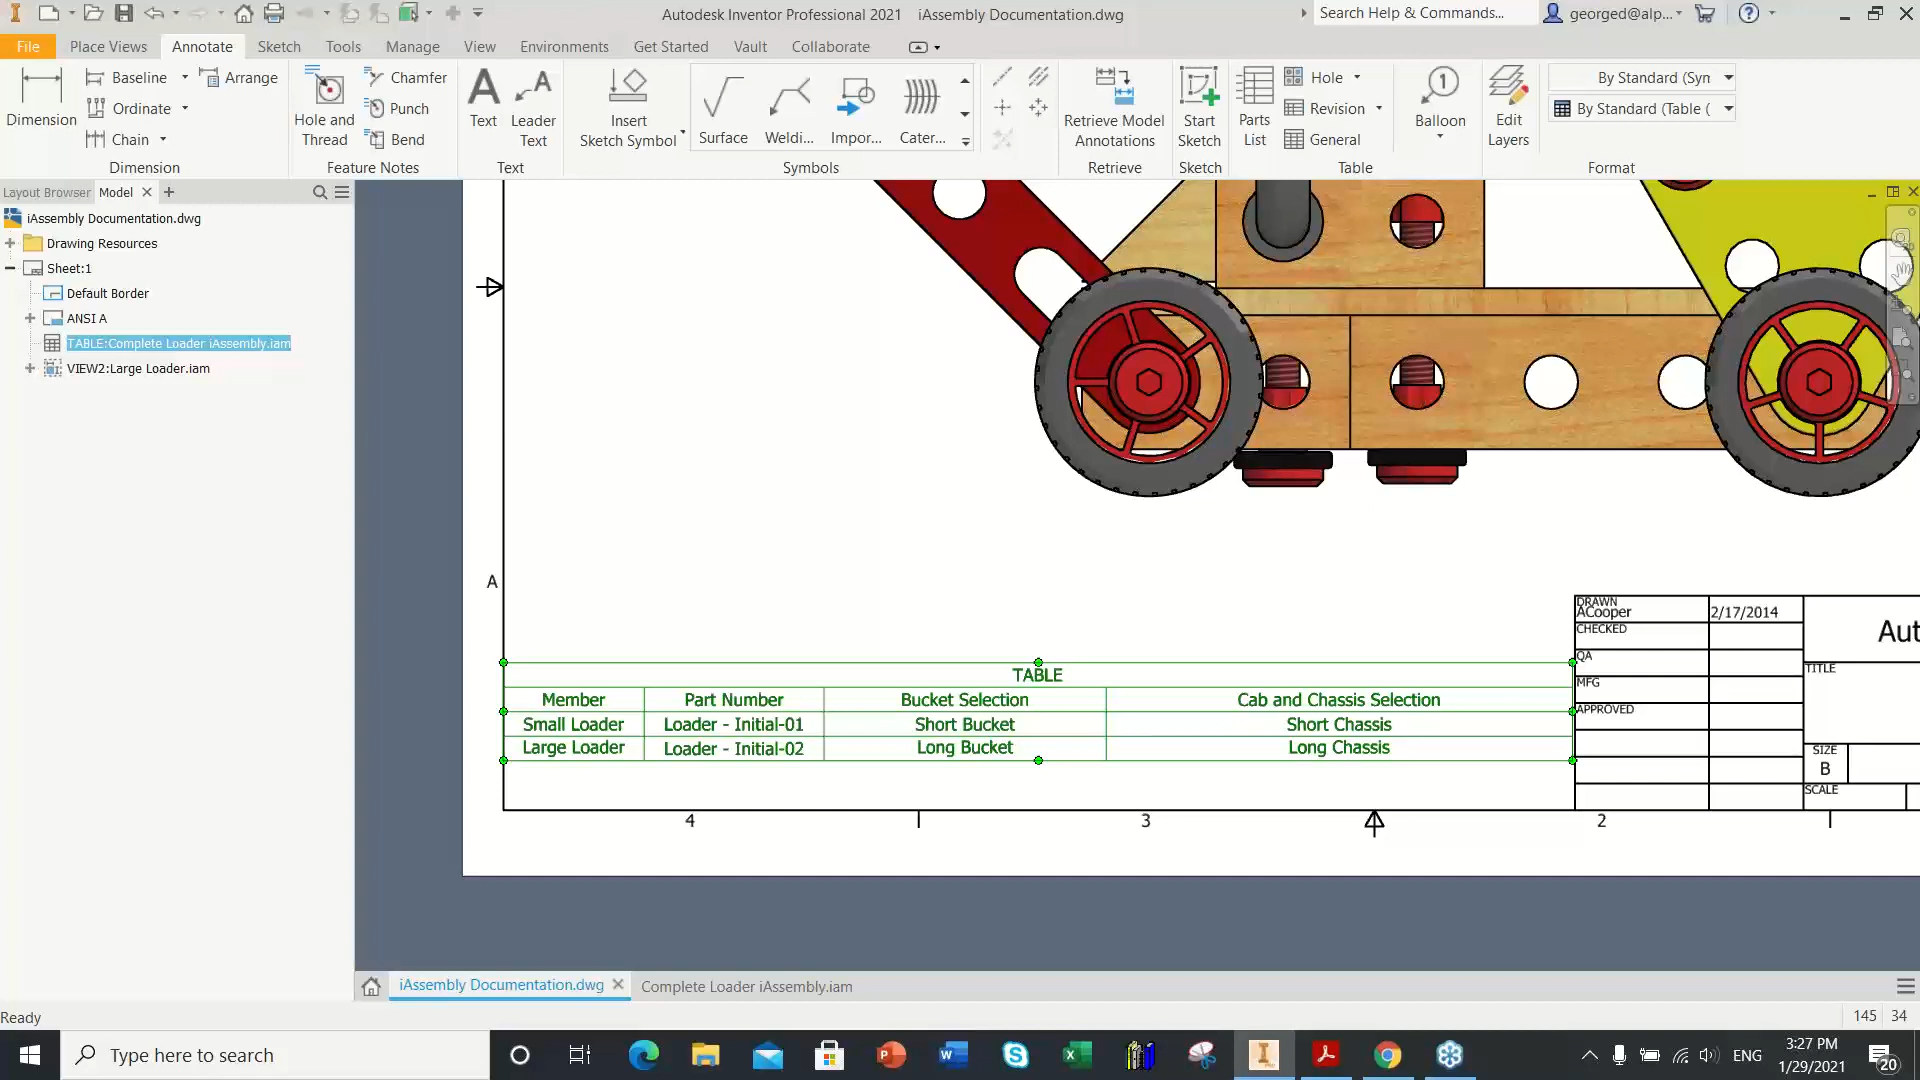 Autodesk Inventor Professional 2021 iAssembly Documentation.dwg
Search Help & Commands...
georged@alp...
File
Place Views
Annotate
Sketch
Tools
Manage
View
Environments
Get Started
Vault
Collaborate
Dimension
Baseline
Ordinate
Chain
Arrange
Dimension
Hole and
Thread
Chamfer
Punch
Bend
Feature Notes
Text
Leader
Text
Text
Insert
Sketch Symbol
Surface
Weldi...
Impor...
Cater...
Symbols
Retrieve Model
Annotations
Retrieve
Start
Sketch
Sketch
Parts
List
Hole
Revision
General
Table
Balloon
Edit
Layers
By Standard (Syn
By Standard (Table (
Format
Layout Browser
Model
iAssembly Documentation.dwg
Drawing Resources
Sheet:1
Default Border
ANSI A
TABLE:Complete Loader iAssembly.iam
VIEW2:Large Loader.iam
A
DRAWN
ACooper
2/17/2014
CHECKED
QA
MFG
APPROVED
Aut
TITLE
SIZE
B
SCALE
TABLE
Member Part Number Bucket Selection Cab and Chassis Selection
Small Loader Loader - Initial-01 Short Bucket Short Chassis
Large Loader Loader - Initial-02 Long Bucket Long Chassis
4 3 2
iAssembly Documentation.dwg
Complete Loader iAssembly.iam
Ready
145 34
Type here to search
ENG
3:27 PM
1/29/2021
20